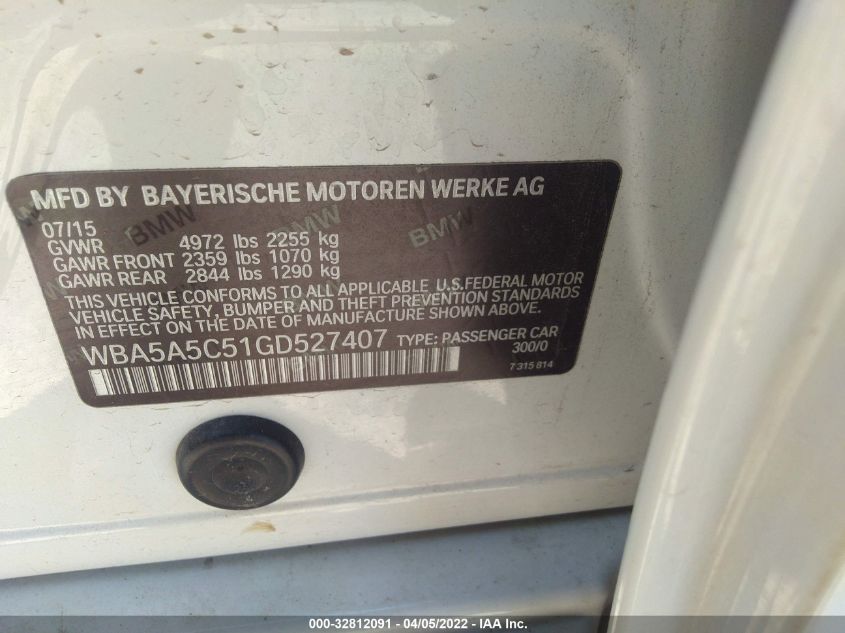 MFD BY BAYERISCHE MOTOREN WERKE AG
07/15
GVWR 4972 lbs 2255 kg
GAWR FRONT 2359 lbs 1070 kg
GAWR REAR 2844 lbs 1290 kg
THIS VEHICLE CONFORMS TO ALL APPLICABLE U.S.FEDERAL MOTOR
VEHICLE SAFETY, BUMPER AND THEFT PREVENTION STANDARDS
IN EFFECT ON THE DATE OF MANUFACTURE SHOWN ABOVE.
WBA5A5C51GD527407 TYPE: PASSENGER CAR
300/0
7 315 814
BMW
BMW
BMW
000-32812091 - 04/05/2022 - IAA Inc.